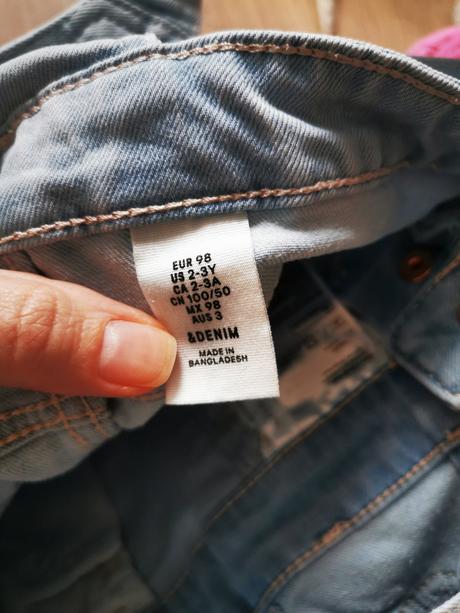 EUR 98
US 2-3Y
CA 2-3A
CN 100/50
MX 98
AUS 3
&DENIM
MADE IN
BANGLADESH